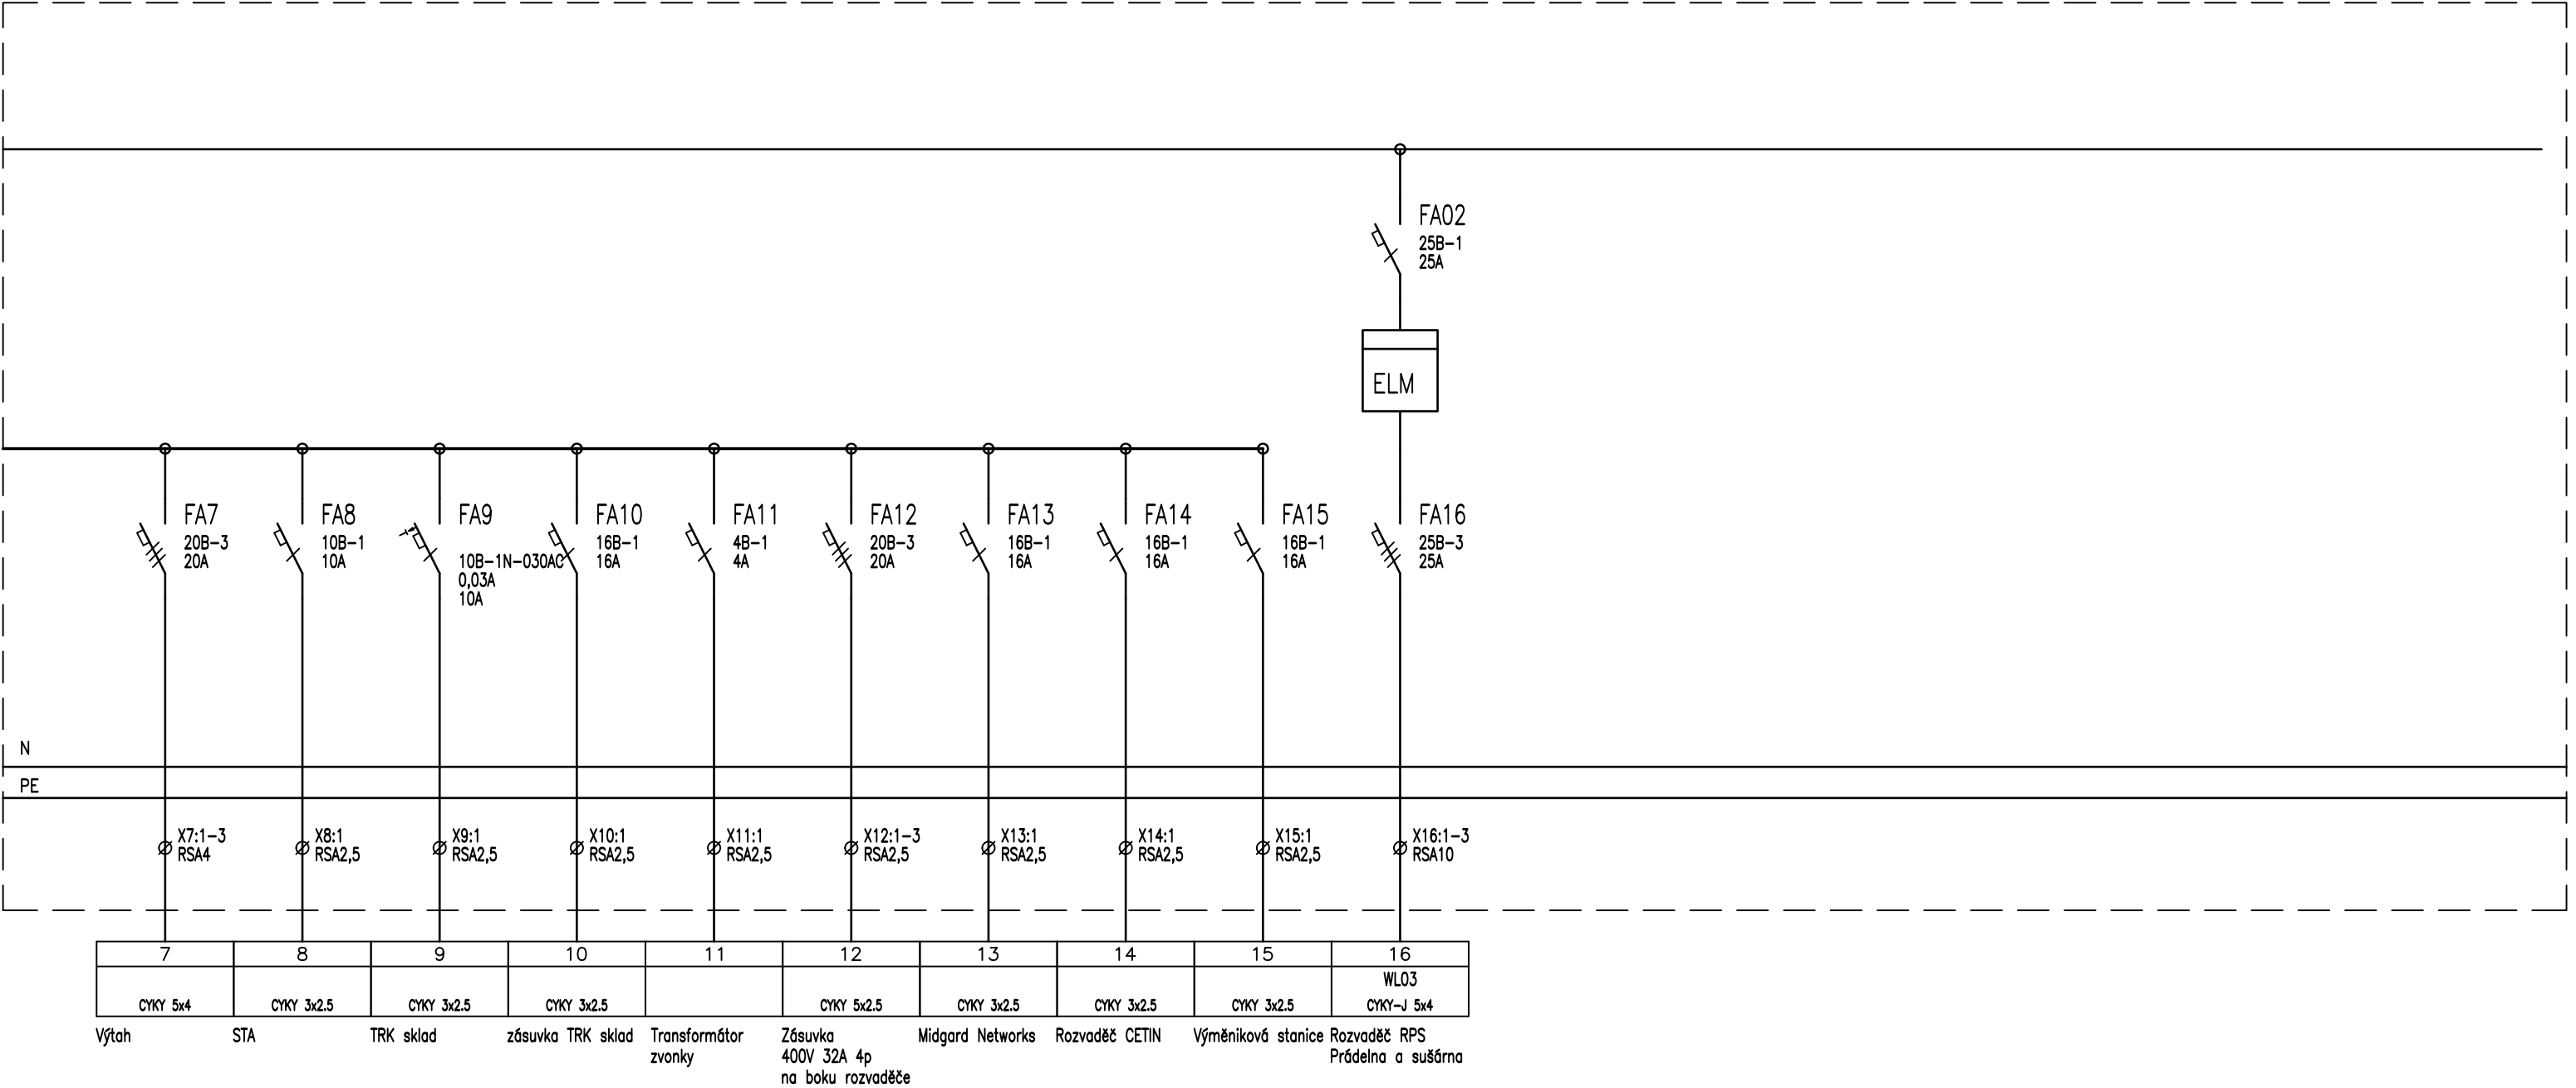 FA02
25B-1
25A
ELM
FA7
20B-3
20A
FA8
10B-1
10A
FA9
10B-1N-030AC
0,03A
10A
FA10
16B-1
16A
FA11
4B-1
4A
FA12
20B-3
20A
FA13
16B-1
16A
FA14
16B-1
16A
FA15
16B-1
16A
FA16
25B-3
25A
N
PE
X7:1-3
RSA4
X8:1
RSA2,5
X9:1
RSA2,5
X10:1
RSA2,5
X11:1
RSA2,5
X12:1-3
RSA2,5
X13:1
RSA2,5
X14:1
RSA2,5
X15:1
RSA2,5
X16:1-3
RSA10
7 8 9 10 11 12 13 14 15 16
WL03
CYKY 5x4 CYKY 3x2.5 CYKY 3x2.5 CYKY 3x2.5 CYKY 5x2.5 CYKY 3x2.5 CYKY 3x2.5 CYKY 3x2.5 CYKY-J 5x4
Výtah
STA
TRK sklad
zásuvka TRK sklad
Transformátor
zvonky
Zásuvka
400V 32A 4p
na boku rozvaděče
Midgard Networks
Rozvaděč CETIN
Výměniková stanice
Rozvaděč RPS
Prádelna a sušárna